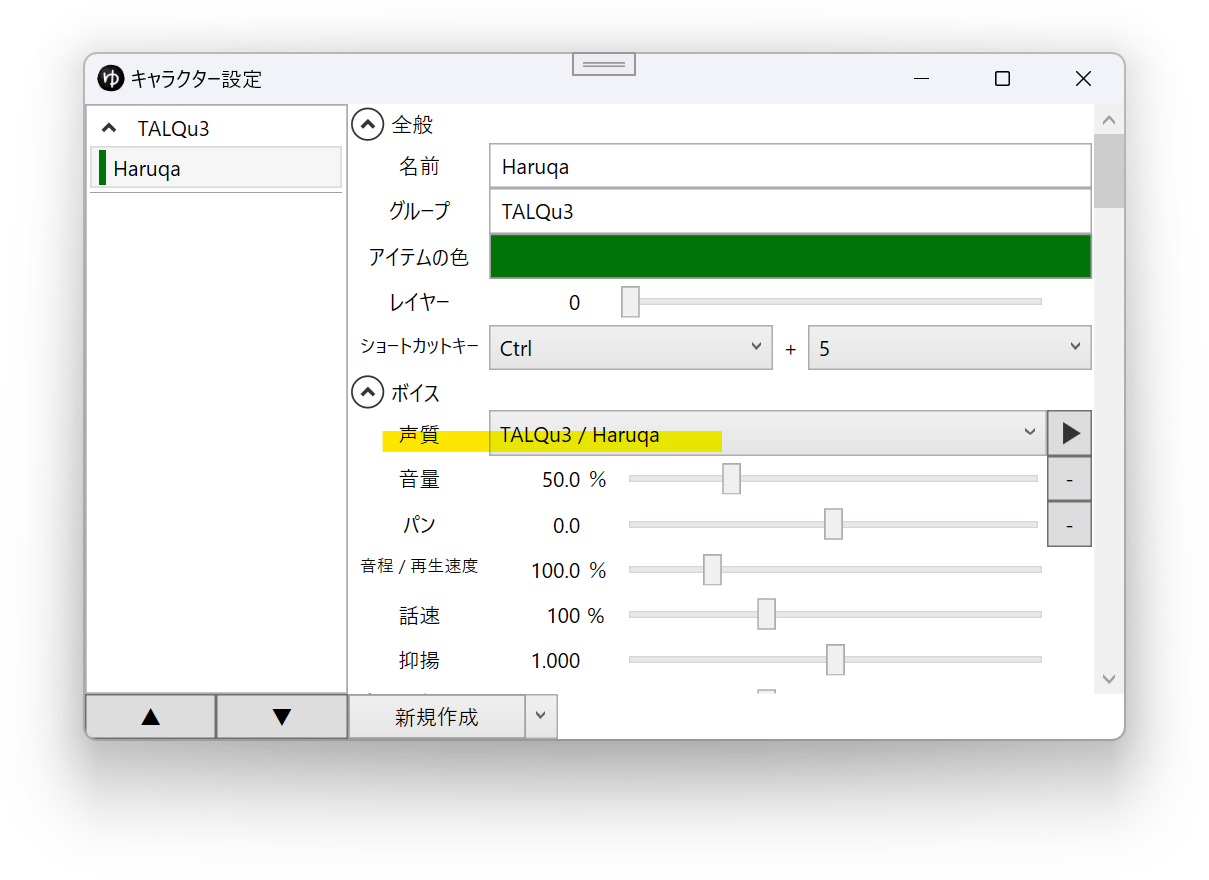 ゆ キャラクター設定
TALQu3
Haruqa
▲ ▼
全般
名前 Haruqa
グループ TALQu3
アイテムの色
レイヤー 0
ショートカットキー Ctrl + 5
ボイス
声質 TALQu3 / Haruqa
音量 50.0 % -
パン 0.0 -
音程 / 再生速度 100.0 %
話速 100 %
抑揚 1.000
新規作成